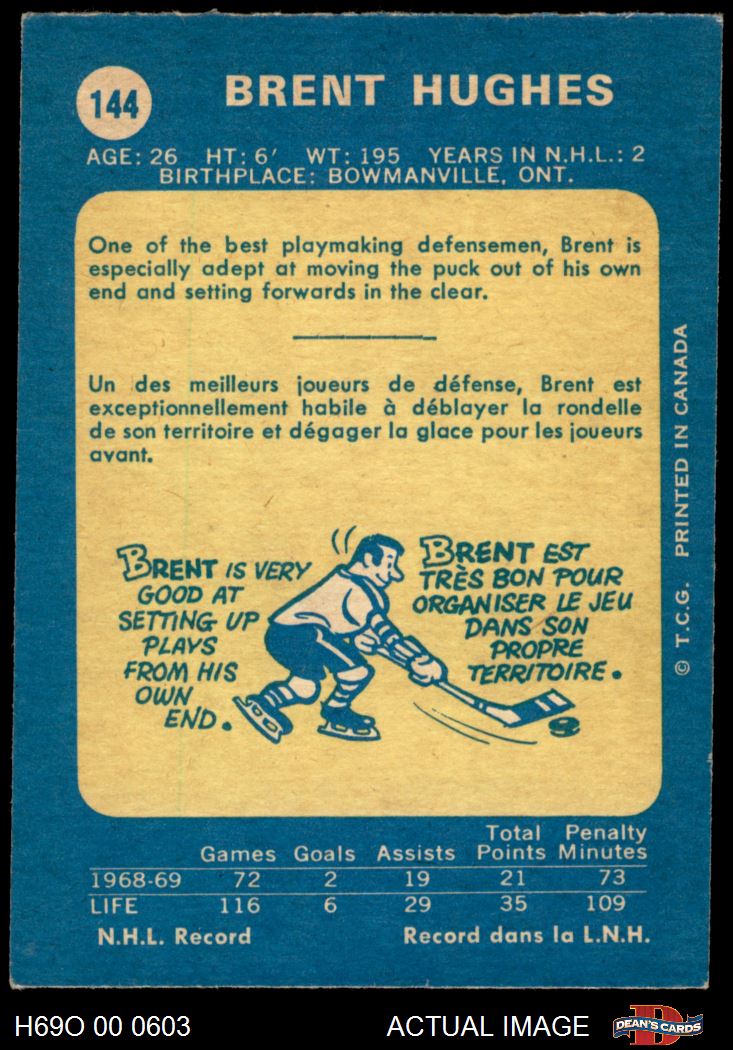 144
BRENT HUGHES
AGE: 26 HT: 6' WT: 195 YEARS IN N.H.L.: 2
BIRTHPLACE: BOWMANVILLE, ONT.
One of the best playmaking defensemen, Brent is
especially adept at moving the puck out of his own
end and setting forwards in the clear.
Un des meilleurs joueurs de défense, Brent est
exceptionnellement habile à déblayer la rondelle
de son territoire et dégager la glace pour les joueurs
avant.
BRENT IS VERY
GOOD AT
SETTING UP
PLAYS
FROM HIS
OWN
END.
BRENT EST
TRÈS BON POUR
ORGANISER LE JEU
DANS SON
PROPRE
TERRITOIRE.
© T.C.G. PRINTED IN CANADA
Games Goals Assists Total Points Penalty Minutes
1968-69 72 2 19 21 73
LIFE 116 6 29 35 109
N.H.L. Record Record dans la L.N.H.
H69O 00 0603 ACTUAL IMAGE DEAN'S CARDS